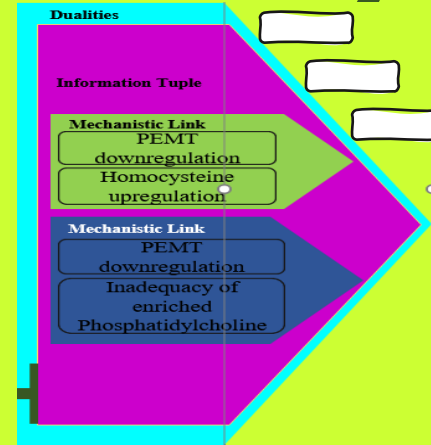 Dualities
Information Tuple
Mechanistic Link
PEMT
downregulation
Homocysteine
upregulation
Mechanistic Link
PEMT
downregulation
Inadequacy of
enriched
Phosphatidylcholine